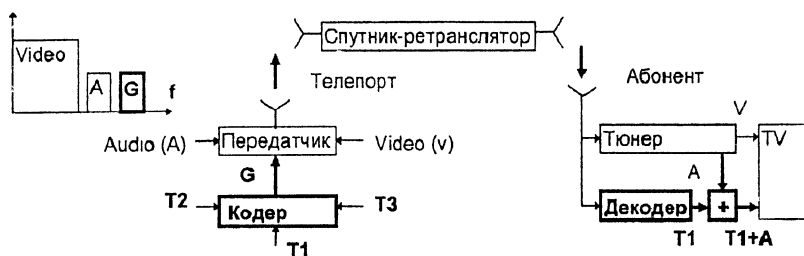 Спутник-ретранслятор
Video
A
G
f
Телепорт
Абонент
V
Audio (A)
Передатчик
Video (v)
Тюнер
TV
G
A
T2
Кодер
T3
Декодер
+
T1
T1
T1+A